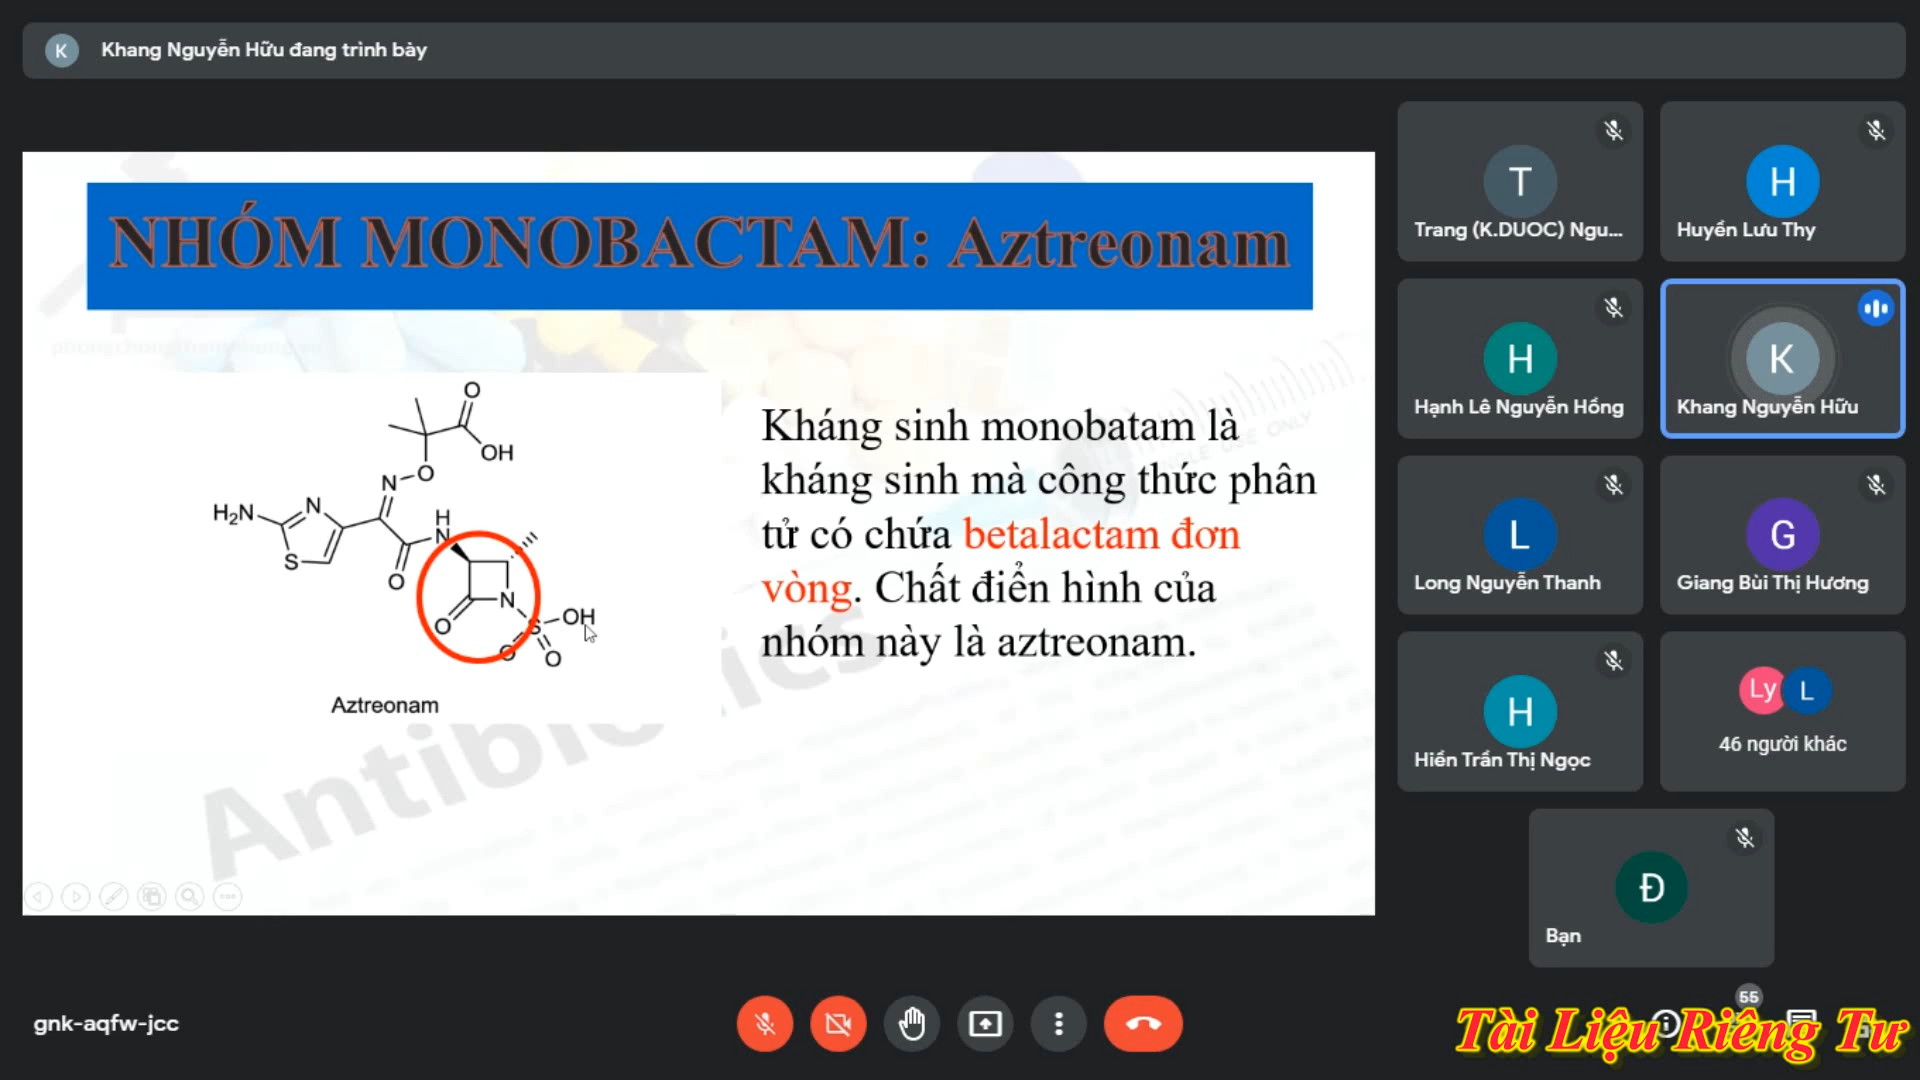 K
Khang Nguyễn Hữu đang trình bày
NHÓM MONOBACTAM: Aztreonam
O
OH
O
N
H₂N
N
S
H
N
O
N
O
S
OH
O
O
Aztreonam
Kháng sinh monobatam là
kháng sinh mà công thức phân
tử có chứa betalactam đơn
vòng. Chất điển hình của
nhóm này là aztreonam.
Antibiotics
T
Trang (K.DUOC) Ngu...
H
Huyền Lưu Thy
H
Hạnh Lê Nguyễn Hồng
K
Khang Nguyễn Hữu
L
Long Nguyễn Thanh
G
Giang Bùi Thị Hương
H
Hiền Trần Thị Ngọc
Ly L
46 người khác
Đ
Bạn
gnk-aqfw-jcc
55
Tài Liệu Riêng Tư